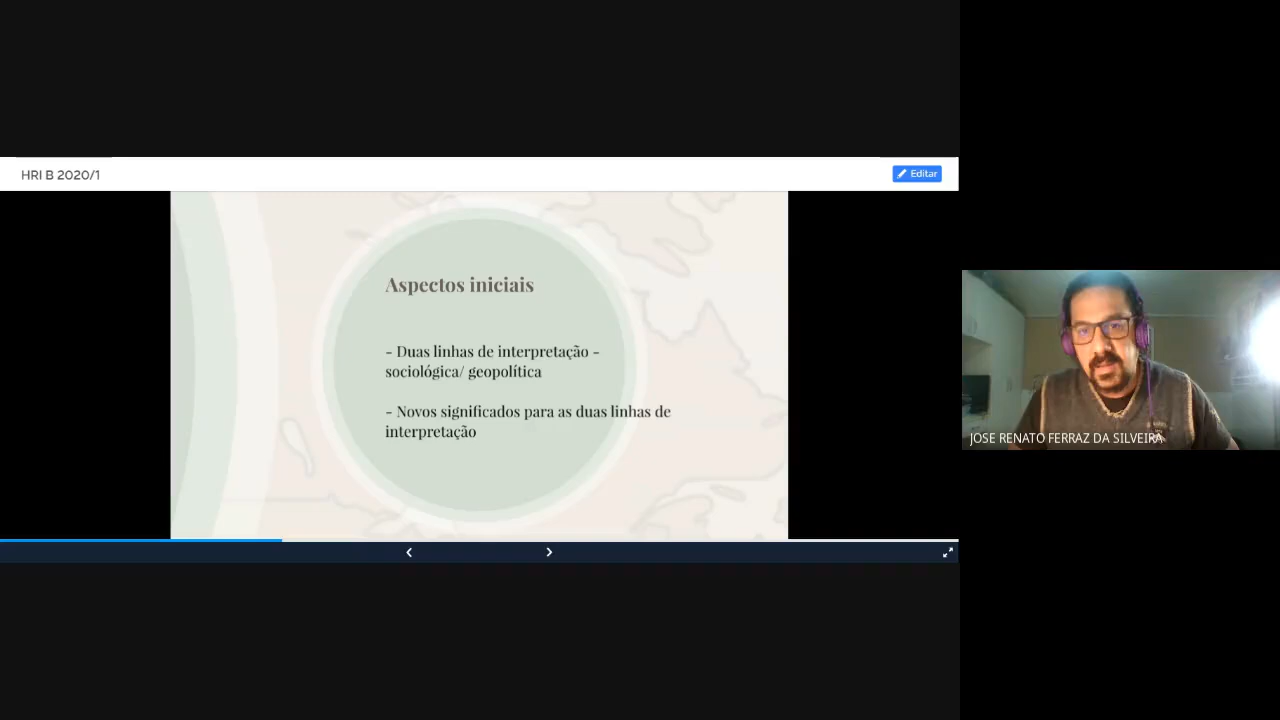 HRI B 2020/1
Editar
Aspectos iniciais
- Duas linhas de interpretação -
sociológica/ geopolítica
- Novos significados para as duas linhas de
interpretação
JOSE RENATO FERRAZ DA SILVEIRA